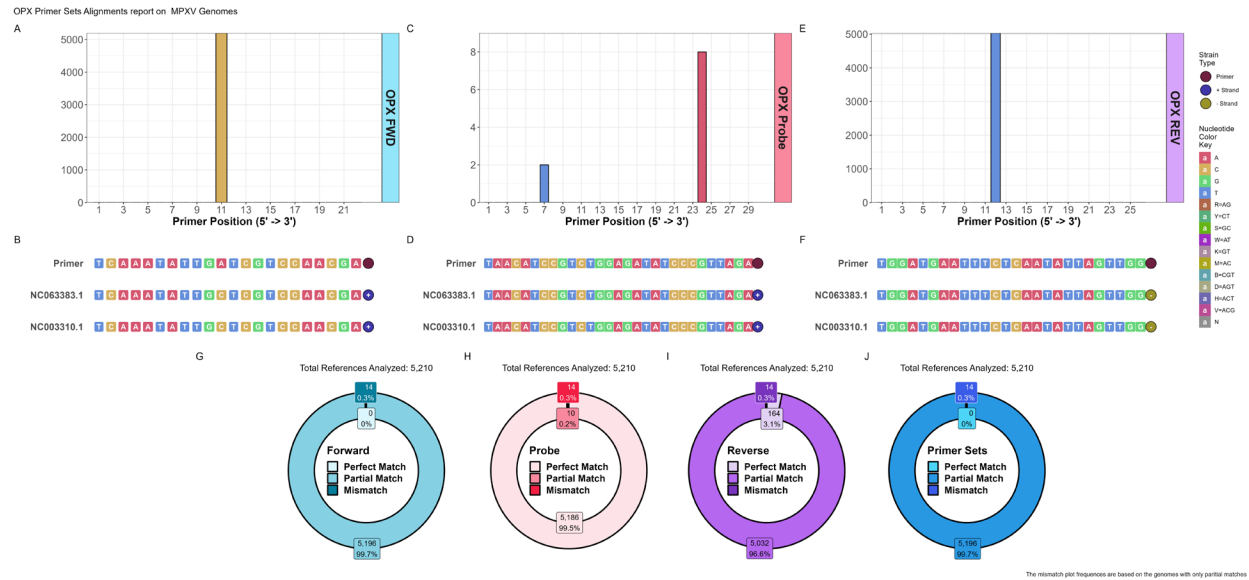 OPX Primer Sets Alignments report on MPXV Genomes
A
5000
4000
3000
2000
1000
0
1 3 5 7 9 11 13 15 17 19 21
Primer Position (5' -> 3')
OPX FWD
C
8
6
4
2
0
1 3 5 7 9 11 13 15 17 19 21 23 25 27 29
Primer Position (5' -> 3')
OPX Probe
E
5000
4000
3000
2000
1000
0
1 3 5 7 9 11 13 15 17 19 21 23 25
Primer Position (5' -> 3')
OPX REV
Strain
Type
Primer
+ Strand
- Strand
Nucleotide
Color
Key
a A
a C
a G
a T
a R=AG
a Y=CT
a S=GC
a W=AT
a K=GT
a M=AC
a B=CGT
a D=AGT
a H=ACT
a V=ACG
a N
B
Primer T C A A A T A T T G A T C G T C C A A C G A
NC063383.1 T C A A A T A T T G C T C G T C C A A C G A +
NC003310.1 T C A A A T A T T G C T C G T C C A A C G A +
D
Primer T A A C A T C C G T C T G G A G A T A T C C C G T T A G A
NC063383.1 T A A C A T C C G T C T G G A G A T A T C C C G T T A G A +
NC003310.1 T A A C A T C C G T C T G G A G A T A T C C C G T T A G A +
F
Primer T G G A T G A A T T T C T C A A T A T T A G T T G G
NC063383.1 T G G A T G A A T T T C T C A A T A T T A G T T G G -
NC003310.1 T G G A T G A A T T T C T C A A T A T T A G T T G G -
G
Total References Analyzed: 5,210
14
0.3%
0
0%
Forward
Perfect Match
Partial Match
Mismatch
5,196
99.7%
H
Total References Analyzed: 5,210
14
0.3%
10
0.2%
Probe
Perfect Match
Partial Match
Mismatch
5,186
99.5%
I
Total References Analyzed: 5,210
14
0.3%
164
3.1%
Reverse
Perfect Match
Partial Match
Mismatch
5,032
96.6%
J
Total References Analyzed: 5,210
14
0.3%
0
0%
Primer Sets
Perfect Match
Partial Match
Mismatch
5,196
99.7%
The mismatch plot frequencies are based on the genomes with only paritial matches